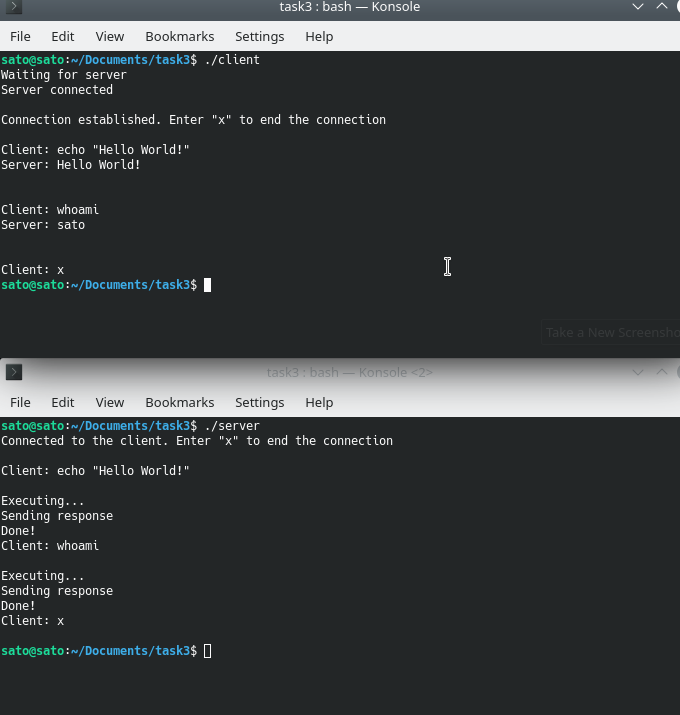 task3 : bash — Konsole
File Edit View Bookmarks Settings Help
sato@sato:~/Documents/task3$ ./client
Waiting for server
Server connected
Connection established. Enter "x" to end the connection
Client: echo "Hello World!"
Server: Hello World!
Client: whoami
Server: sato
Client: x
sato@sato:~/Documents/task3$
Take a New Screensho
task3 : bash — Konsole <2>
File Edit View Bookmarks Settings Help
sato@sato:~/Documents/task3$ ./server
Connected to the client. Enter "x" to end the connection
Client: echo "Hello World!"
Executing...
Sending response
Done!
Client: whoami
Executing...
Sending response
Done!
Client: x
sato@sato:~/Documents/task3$